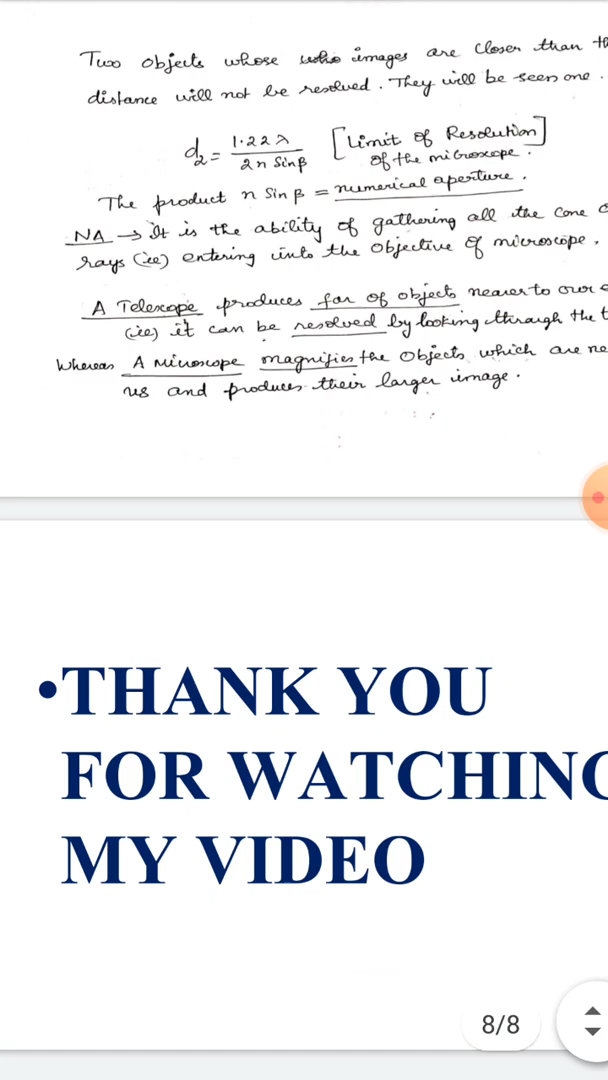 Two objects whose images are closer than
distance will not be resolved. They will be seen one.
d2 = 1.22λ / 2n Sinβ [Limit of Resolution of the microscope.]
The product n Sin β = numerical aperture.
NA → It is the ability of gathering all the cone
rays (ie) entering into the objective of microscope.
A Telescope produces far of objects nearer to our
(ie) it can be resolved by looking through the
Whereas A Microscope magnifies the objects which are
us and produces their larger image.
•THANK YOU
FOR WATCHING
MY VIDEO
8/8